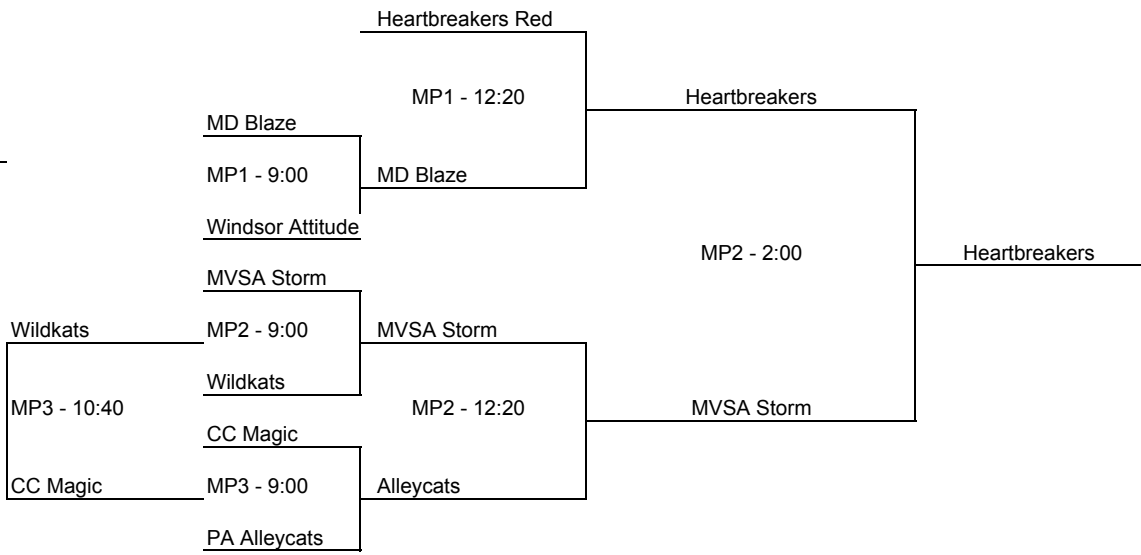 Heartbreakers Red
MP1 - 12:20
Heartbreakers
MD Blaze
MP1 - 9:00
MD Blaze
Windsor Attitude
MP2 - 2:00
Heartbreakers
MVSA Storm
Wildkats
MP2 - 9:00
MVSA Storm
Wildkats
MP3 - 10:40
MP2 - 12:20
MVSA Storm
CC Magic
CC Magic
MP3 - 9:00
Alleycats
PA Alleycats